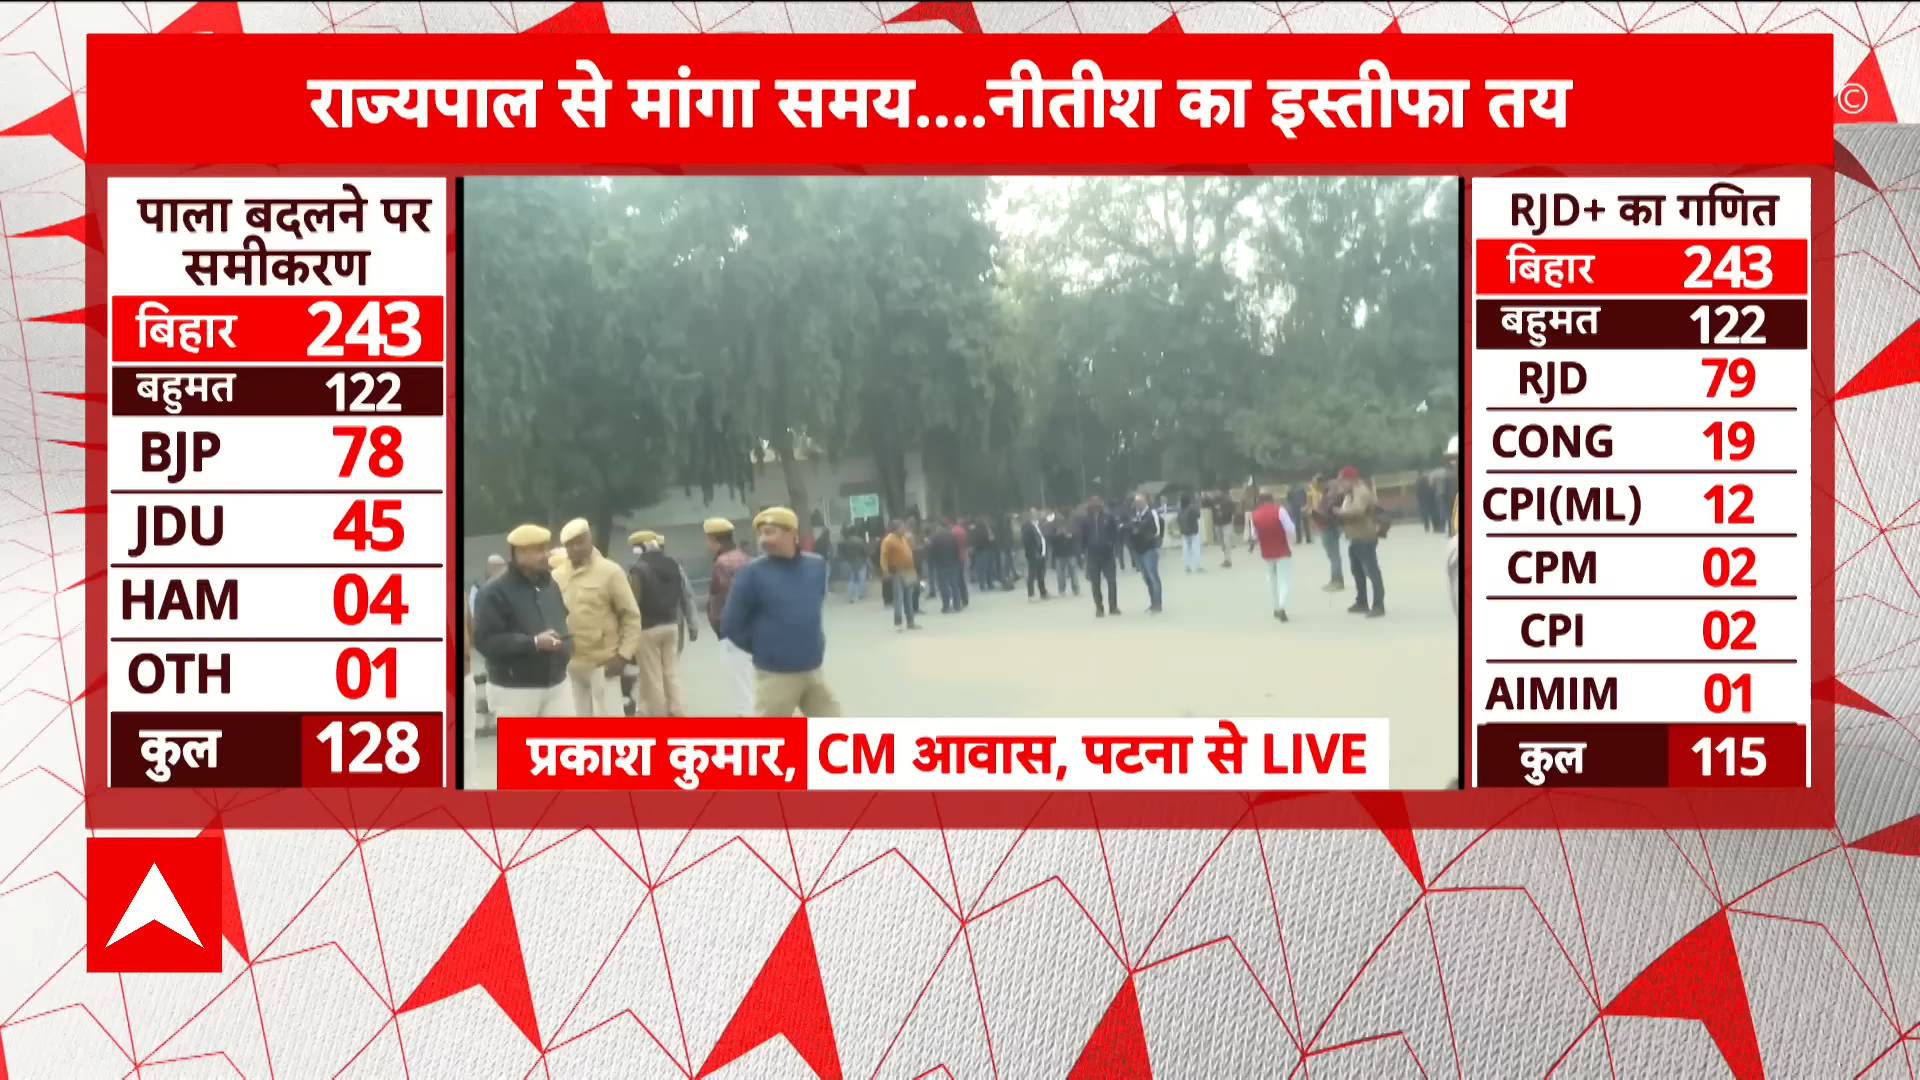 राज्यपाल से मांगा समय....नीतीश का इस्तीफा तय
©
पाला बदलने पर
समीकरण
बिहार 243
बहुमत 122
BJP 78
JDU 45
HAM 04
OTH 01
कुल 128
प्रकाश कुमार, CM आवास, पटना से LIVE
RJD+ का गणित
बिहार 243
बहुमत 122
RJD 79
CONG 19
CPI(ML) 12
CPM 02
CPI 02
AIMIM 01
कुल 115